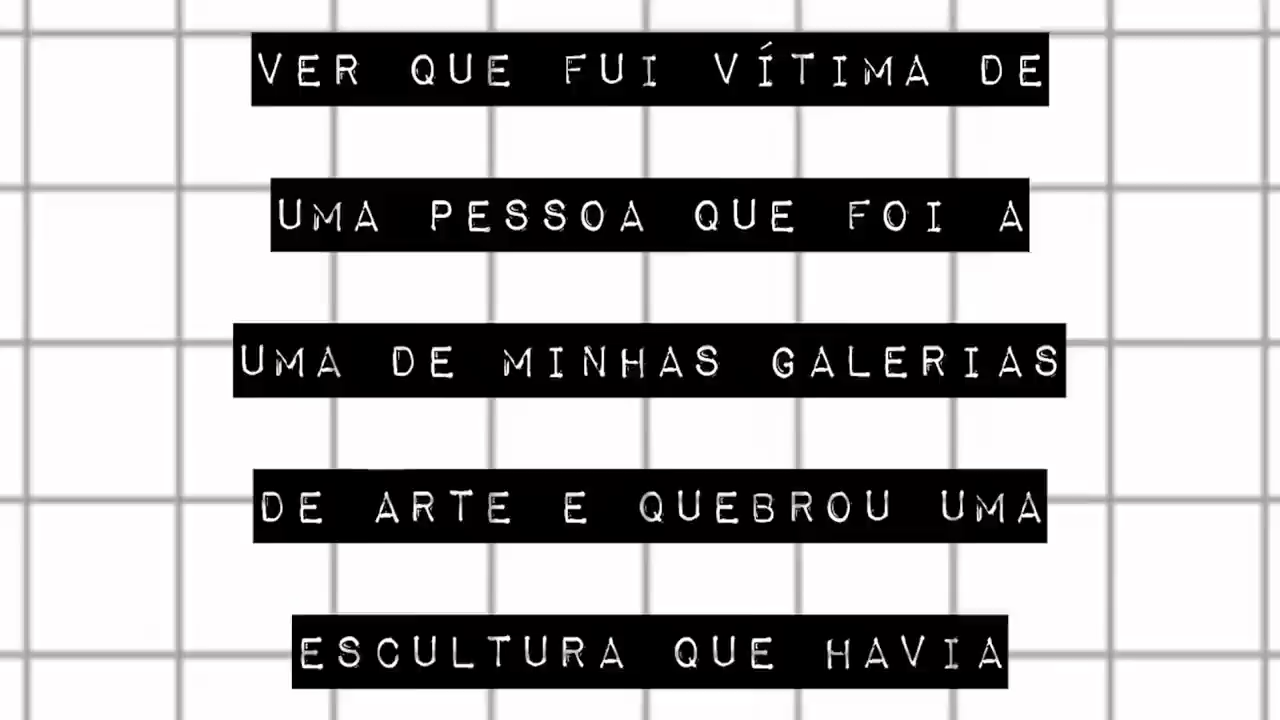 VER QUE FUI VÍTIMA DE
UMA PESSOA QUE FOI A
UMA DE MINHAS GALERIAS
DE ARTE E QUEBROU UMA
ESCULTURA QUE HAVIA